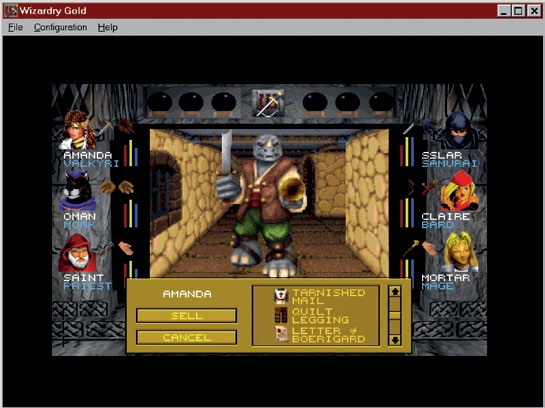 Wizardry Gold
File Configuration Help
AMANDA
VALKYRI
OMAN
MONK
SAINT
PRIEST
SSLAR
SAMURAI
CLAIRE
BARD
MORTAR
MAGE
AMANDA
SELL
CANCEL
TARNISHED
MAIL
QUILT
LEGGING
LETTER of
BOERIGARD